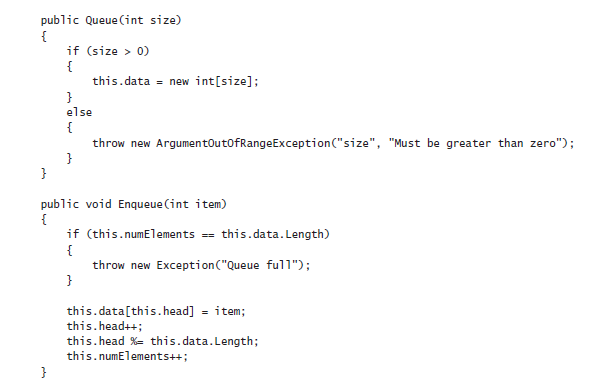 public Queue(int size)
{
    if (size > 0)
    {
        this.data = new int[size];
    }
    else
    {
        throw new ArgumentOutOfRangeException("size", "Must be greater than zero");
    }
}

public void Enqueue(int item)
{
    if (this.numElements == this.data.Length)
    {
        throw new Exception("Queue full");
    }

    this.data[this.head] = item;
    this.head++;
    this.head %= this.data.Length;
    this.numElements++;
}